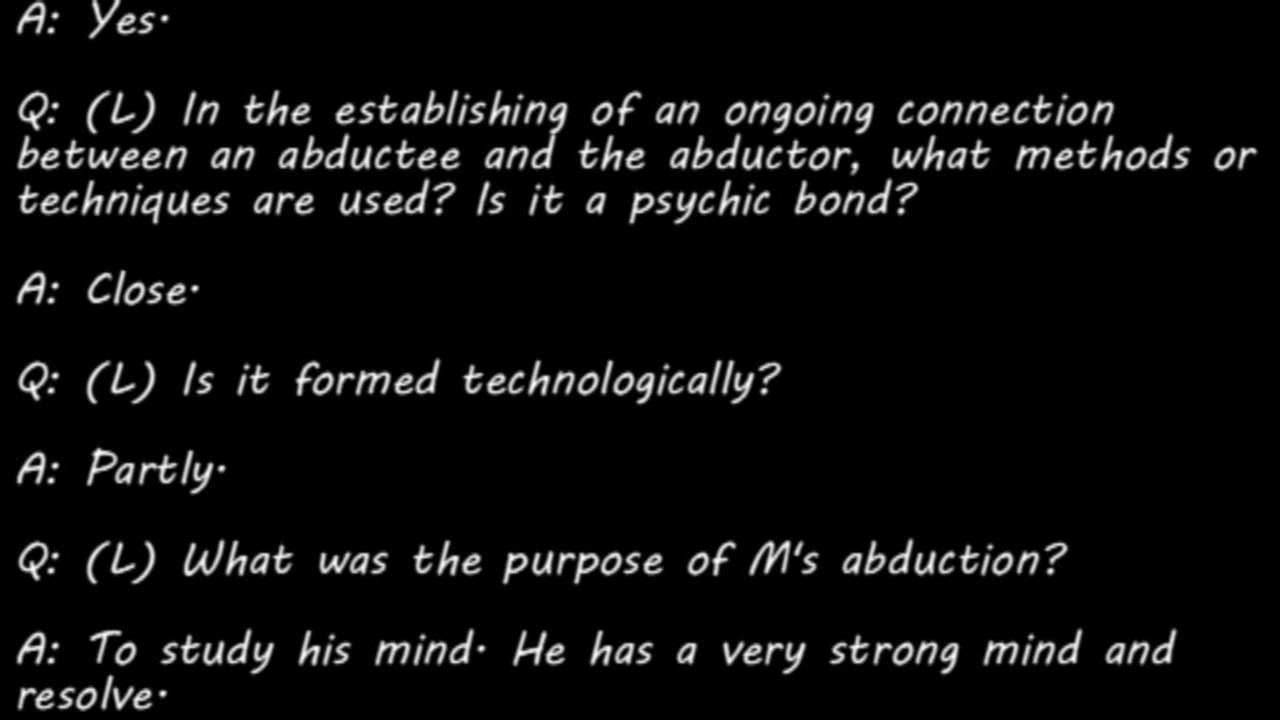 A: Yes.
Q: (L) In the establishing of an ongoing connection
between an abductee and the abductor, what methods or
techniques are used? Is it a psychic bond?
A: Close.
Q: (L) Is it formed technologically?
A: Partly.
Q: (L) What was the purpose of M's abduction?
A: To study his mind. He has a very strong mind and
resolve.